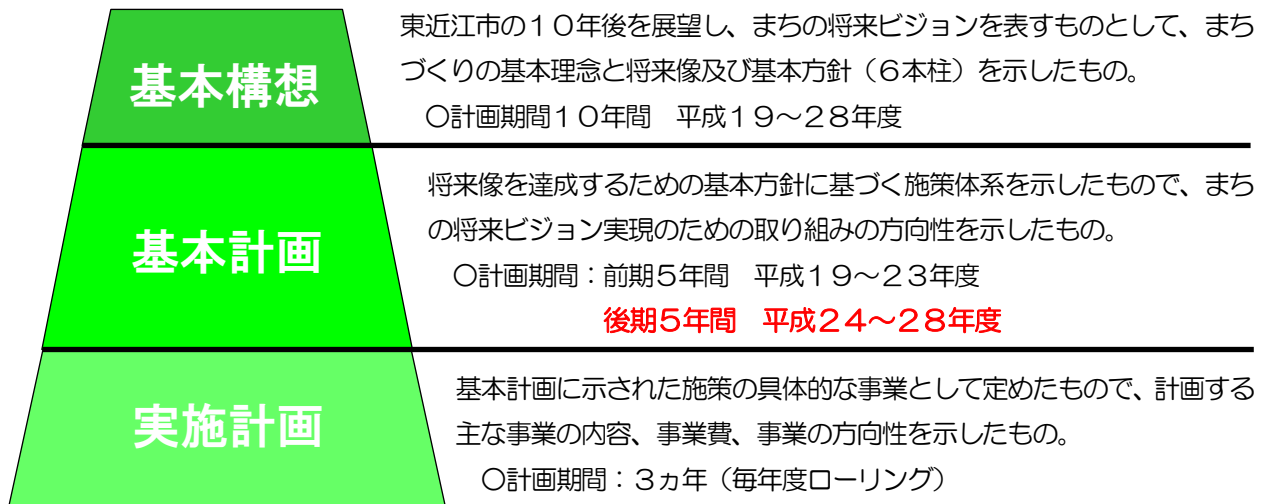 基本構想
東近江市の１０年後を展望し、まちの将来ビジョンを表すものとして、まち
づくりの基本理念と将来像及び基本方針（６本柱）を示したもの。
○計画期間１０年間　平成１９～２８年度
基本計画
将来像を達成するための基本方針に基づく施策体系を示したもので、まち
の将来ビジョン実現のための取り組みの方向性を示したもの。
○計画期間：前期５年間　平成１９～２３年度
後期５年間　平成２４～２８年度
実施計画
基本計画に示された施策の具体的な事業として定めたもので、計画する
主な事業の内容、事業費、事業の方向性を示したもの。
○計画期間：３ヵ年（毎年度ローリング）